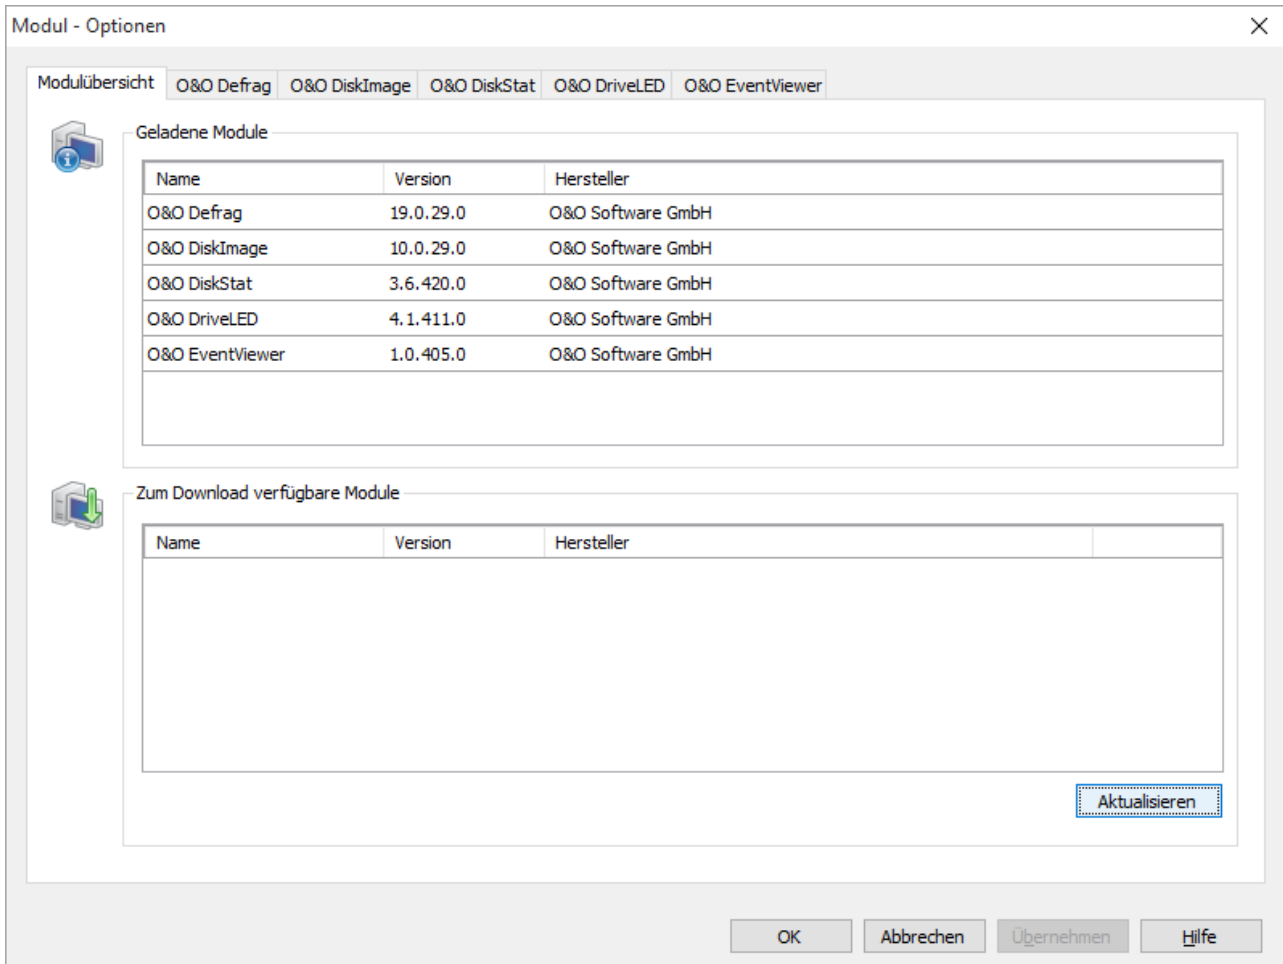 Modul - Optionen
Modulübersicht O&O Defrag O&O DiskImage O&O DiskStat O&O DriveLED O&O EventViewer
Geladene Module
Name Version Hersteller
O&O Defrag 19.0.29.0 O&O Software GmbH
O&O DiskImage 10.0.29.0 O&O Software GmbH
O&O DiskStat 3.6.420.0 O&O Software GmbH
O&O DriveLED 4.1.411.0 O&O Software GmbH
O&O EventViewer 1.0.405.0 O&O Software GmbH
Zum Download verfügbare Module
Name Version Hersteller
Aktualisieren
OK Abbrechen Übernehmen Hilfe